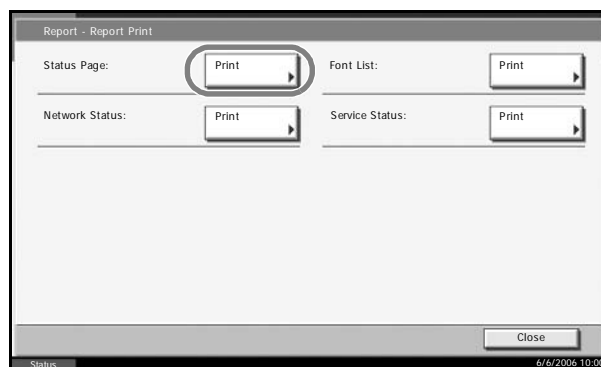 Report - Report Print
Status Page: Print Font List: Print
Network Status: Print Service Status: Print
Close
Status 6/6/2006 10:00